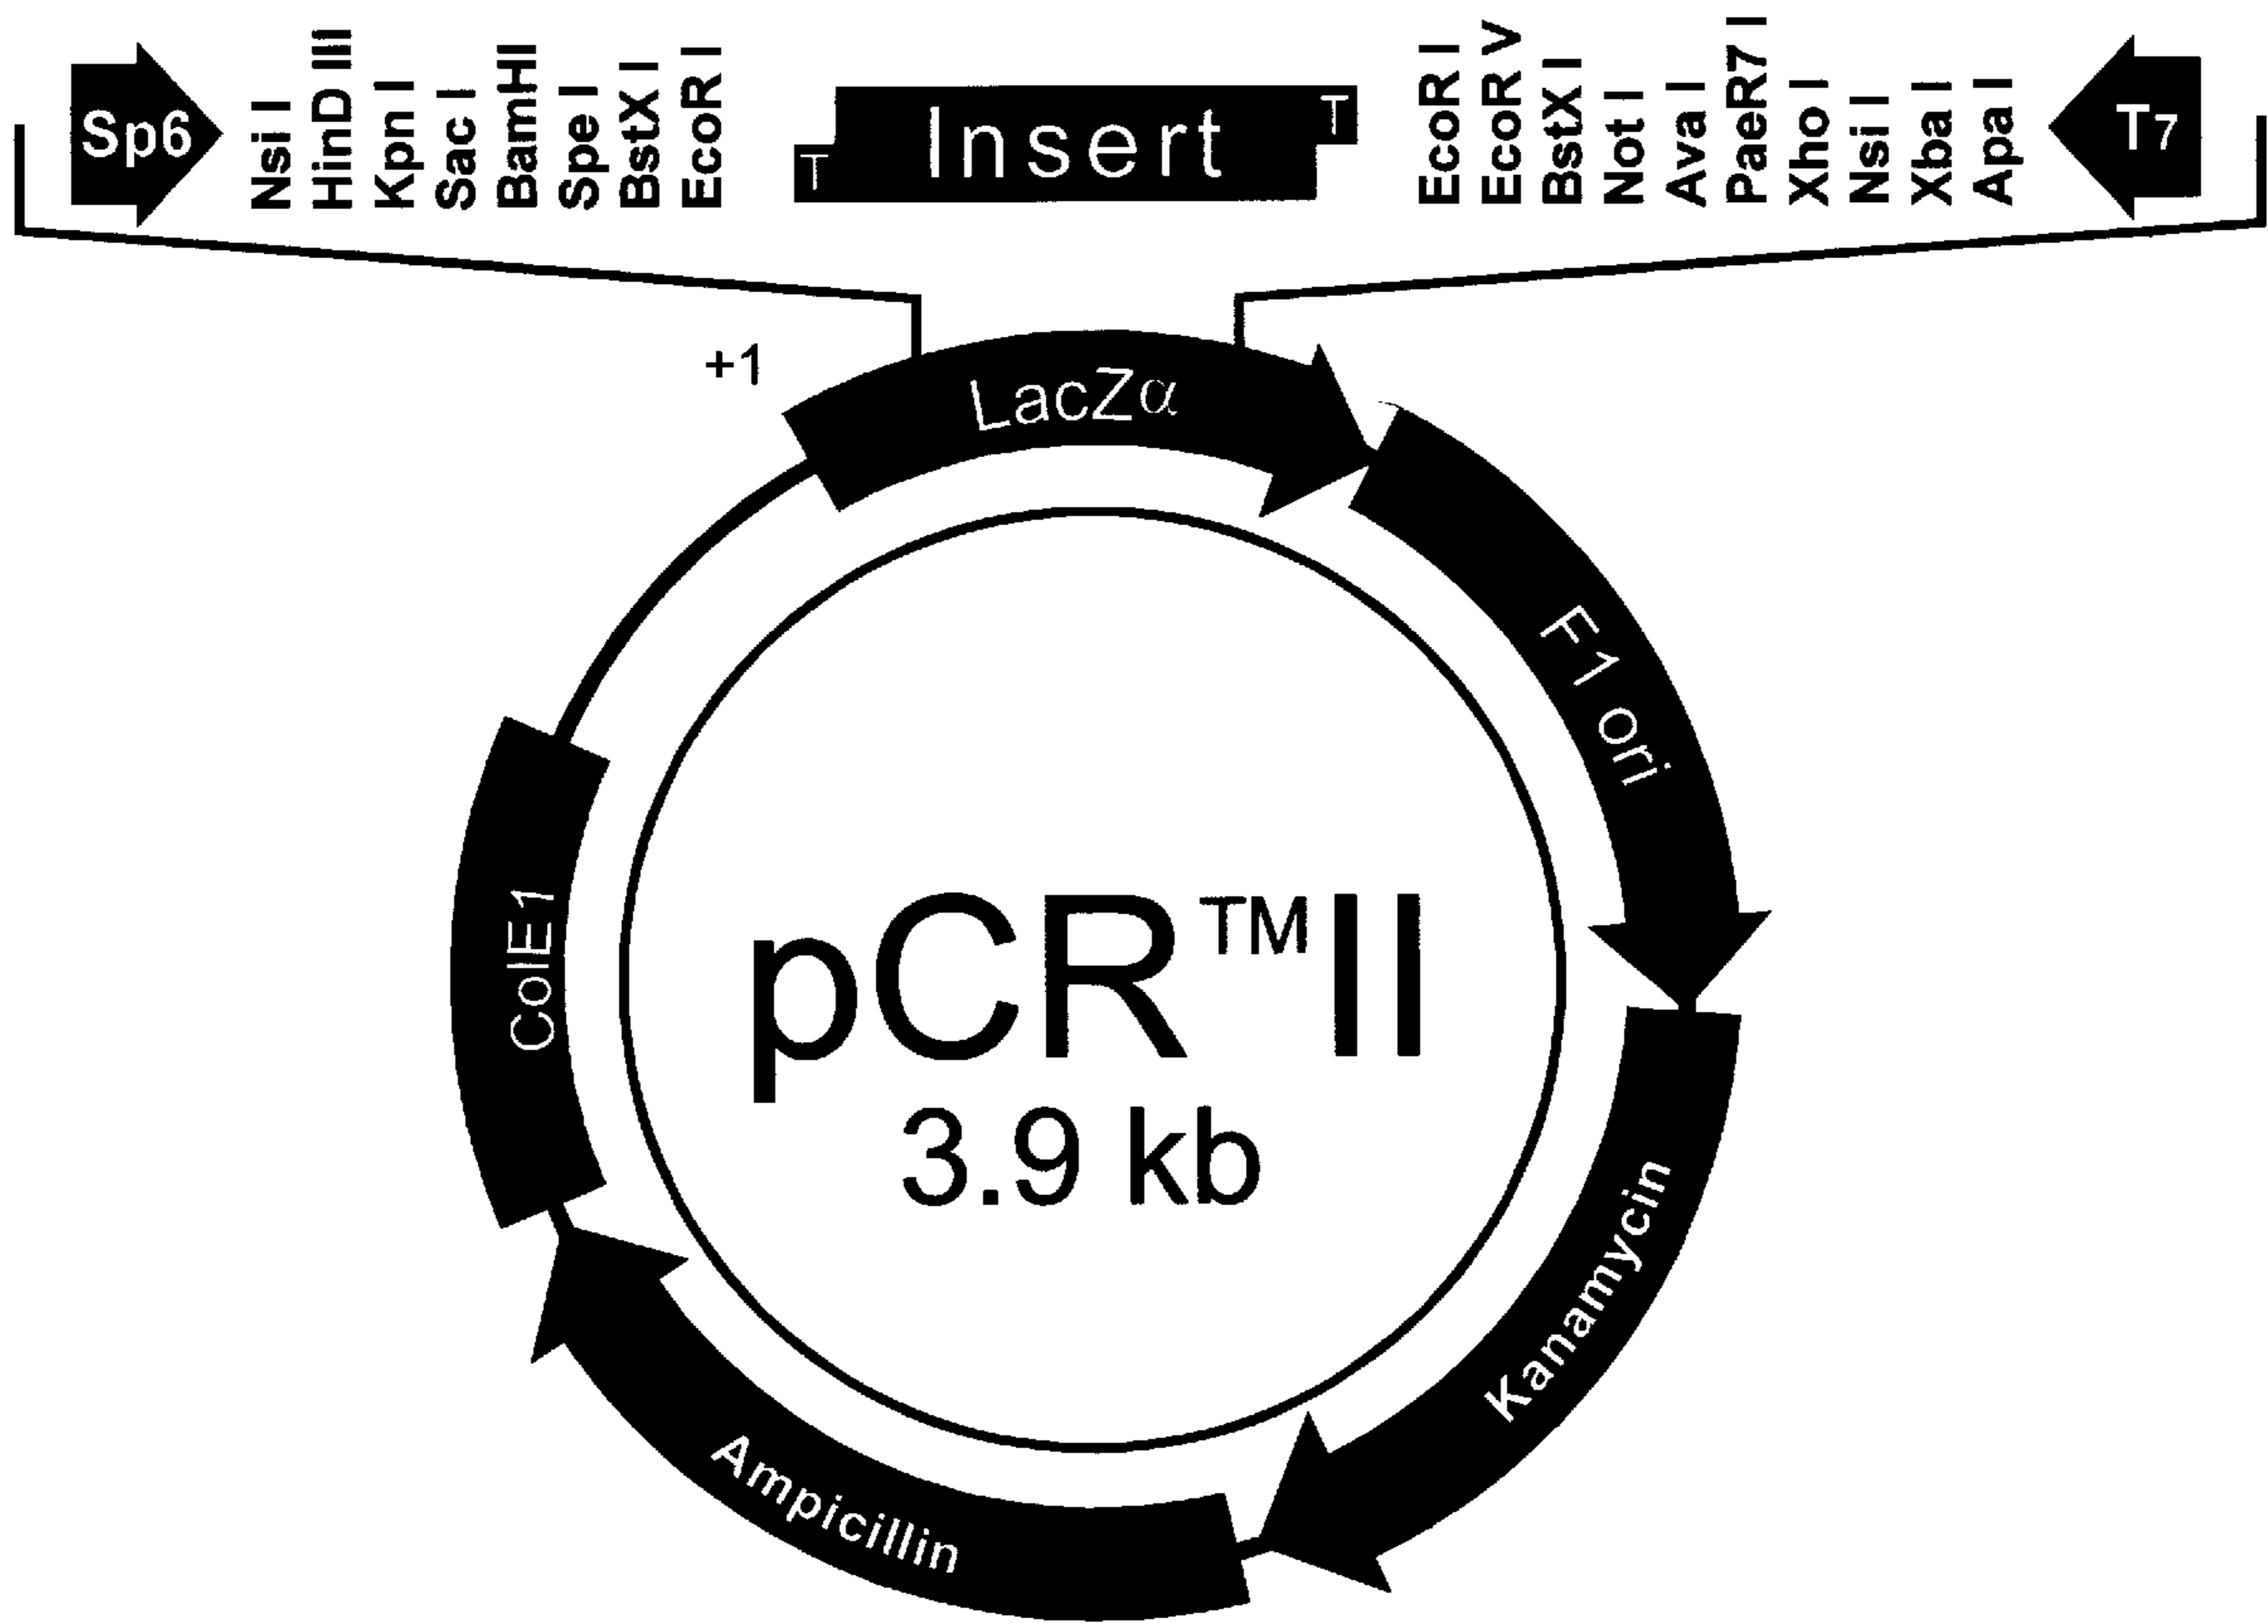 Sp6
Nsi I
HinD III
Kpn I
Sac I
BamHI
Spe I
BstX I
EcoR I
T Insert T
EcoR I
EcoR V
BstX I
Not I
Ava I
PaeR7 I
Xho I
Nsi I
Xba I
Apa I
T7
+1
LacZα
F1 ori
ColE1
pCR™II
3.9 kb
Kanamycin
Ampicillin